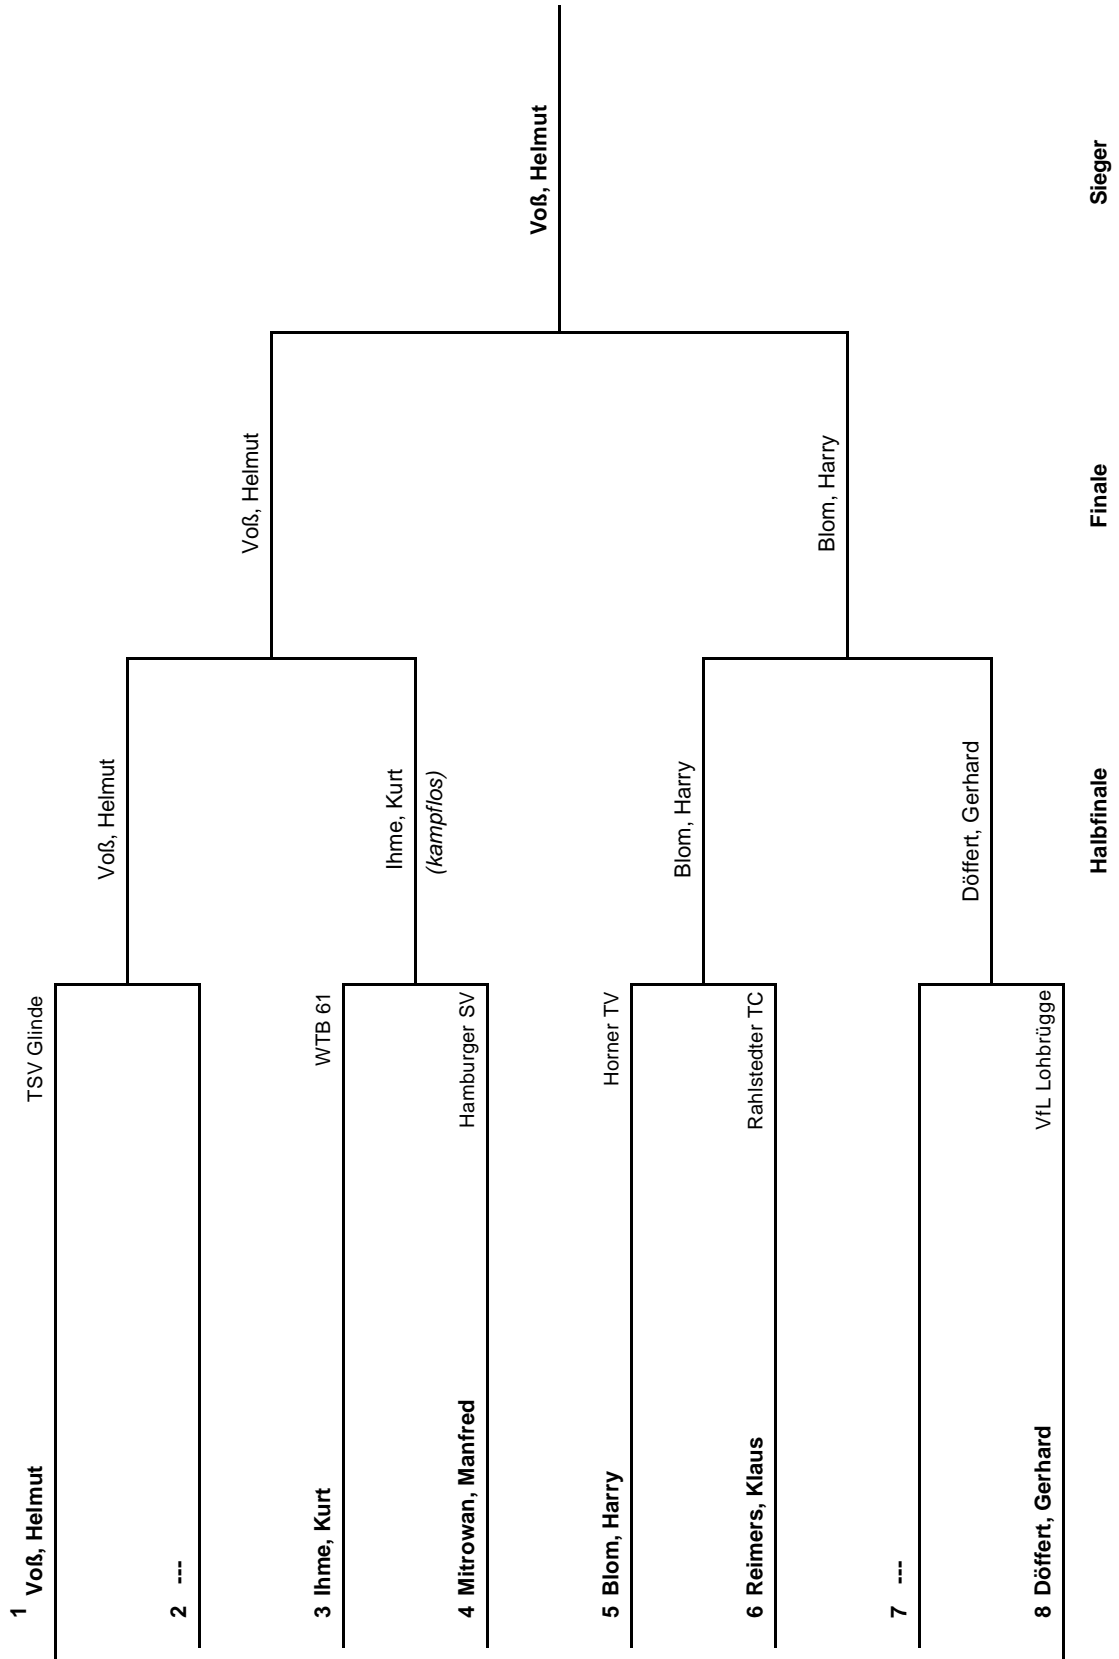 1
Voß, Helmut TSV Glinde
2 ---
3 Ihme, Kurt WTB 61
4 Mitrowan, Manfred Hamburger SV
5 Blom, Harry Horner TV
6 Reimers, Klaus Rahlstedter TC
7 ---
8 Döffert, Gerhard VfL Lohbrügge
Voß, Helmut
Ihme, Kurt
(kampflos)
Blom, Harry
Döffert, Gerhard
Halbfinale
Voß, Helmut
Blom, Harry
Finale
Voß, Helmut
Sieger